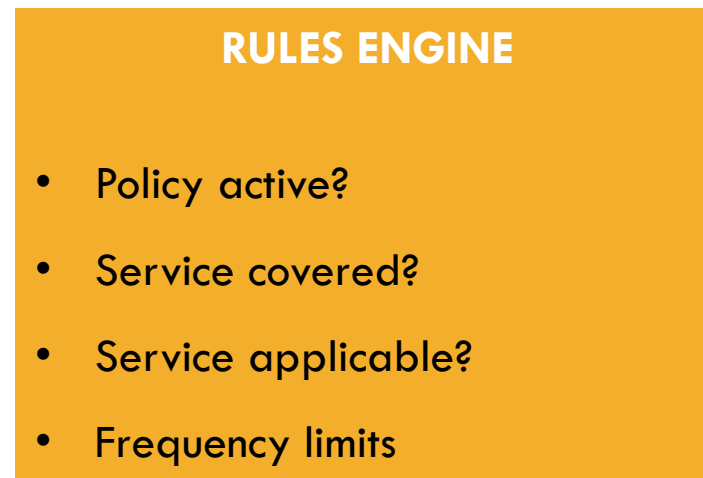 RULES ENGINE
• Policy active?
• Service covered?
• Service applicable?
• Frequency limits